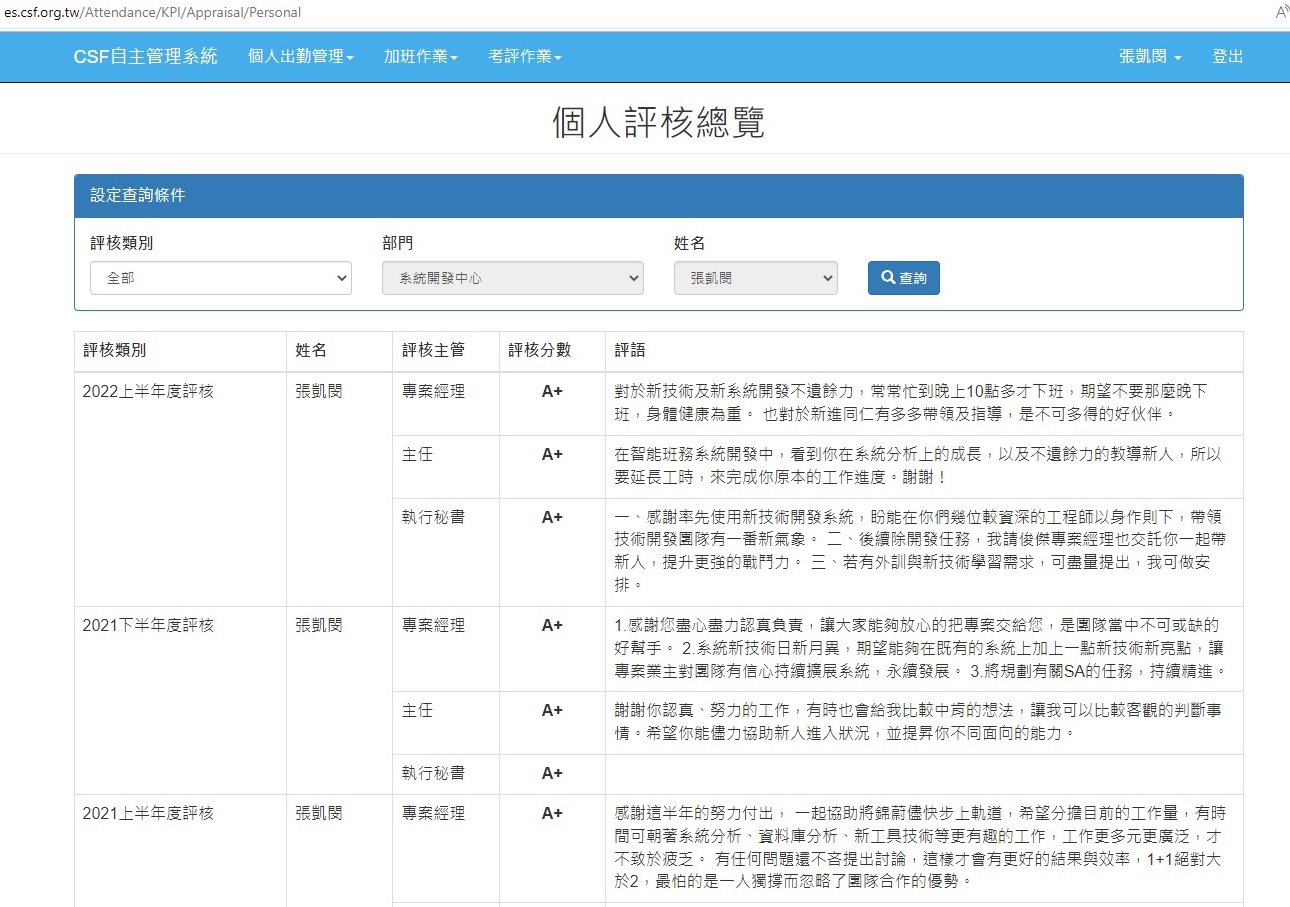 es.csf.org.tw/Attendance/KPI/Appraisal/Personal
CSF自主管理系統 個人出勤管理 加班作業 考評作業 張凱閔 登出
個人評核總覽
設定查詢條件
評核類別 部門 姓名
全部 系統開發中心 張凱閔 查詢
評核類別 姓名 評核主管 評核分數 評語
2022上半年度評核 張凱閔 專案經理 A+ 對於新技術及新系統開發不遺餘力，常常忙到晚上10點多才下班，期望不要那麼晚下
班，身體健康為重。 也對於新進同仁有多多帶領及指導，是不可多得的好伙伴。
主任 A+ 在智能班務系統開發中，看到你在系統分析上的成長，以及不遺餘力的教導新人，所以
要延長工時，來完成你原本的工作進度。謝謝！
執行秘書 A+ 一、感謝率先使用新技術開發系統，盼能在你們幾位較資深的工程師以身作則下，帶領
技術開發團隊有一番新氣象。 二、後續除開發任務，我請俊傑專案經理也交託你一起帶
新人，提升更強的戰鬥力。 三、若有外訓與新技術學習需求，可盡量提出，我可做安
排。
2021下半年度評核 張凱閔 專案經理 A+ 1.感謝您盡心盡力認真負責，讓大家能夠放心的把專案交給您，是團隊當中不可或缺的
好幫手。 2.系統新技術日新月異，期望能夠在既有的系統上加上一點新技術新亮點，讓
專案業主對團隊有信心持續擴展系統，永續發展。 3.將規劃有關SA的任務，持續精進。
主任 A+ 謝謝你認真、努力的工作，有時也會給我比較中肯的想法，讓我可以比較客觀的判斷事
情。希望你能儘力協助新人進入狀況，並提昇你不同面向的能力。
執行秘書 A+
2021上半年度評核 張凱閔 專案經理 A+ 感謝這半年的努力付出， 一起協助將錦蔚儘快步上軌道，希望分擔目前的工作量，有時
間可朝著系統分析、資料庫分析、新工具技術等更有趣的工作，工作更多元更廣泛，才
不致於疲乏。 有任何問題還不吝提出討論，這樣才會有更好的結果與效率，1+1絕對大
於2，最怕的是一人獨撐而忽略了團隊合作的優勢。